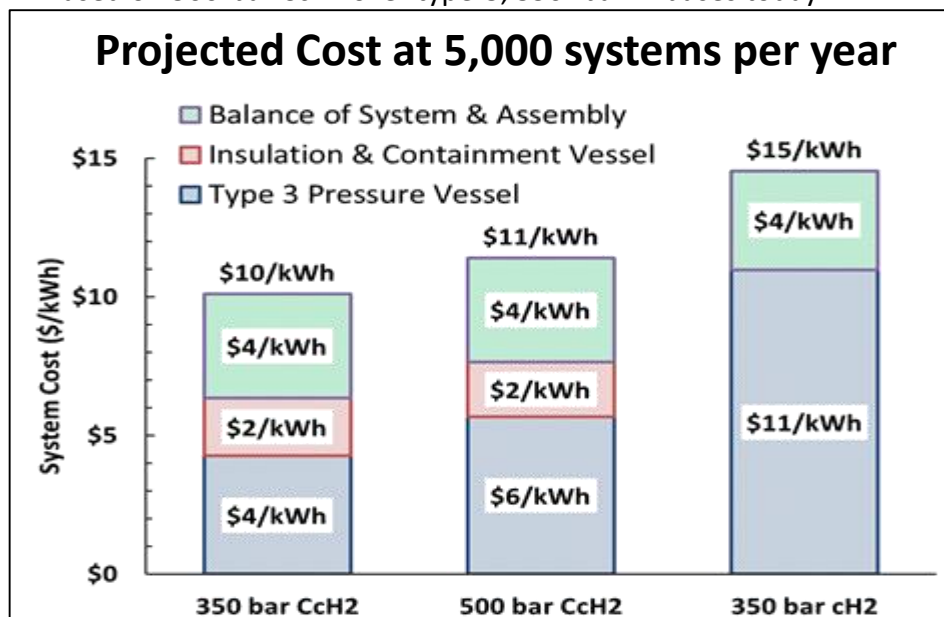 Projected Cost at 5,000 systems per year
Balance of System & Assembly
Insulation & Containment Vessel
Type 3 Pressure Vessel
System Cost ($/kWh)
$15
$10
$5
$0
$10/kWh
$4/kWh
$2/kWh
$4/kWh
$11/kWh
$4/kWh
$2/kWh
$6/kWh
$15/kWh
$4/kWh
$11/kWh
350 bar CcH2
500 bar CcH2
350 bar cH2